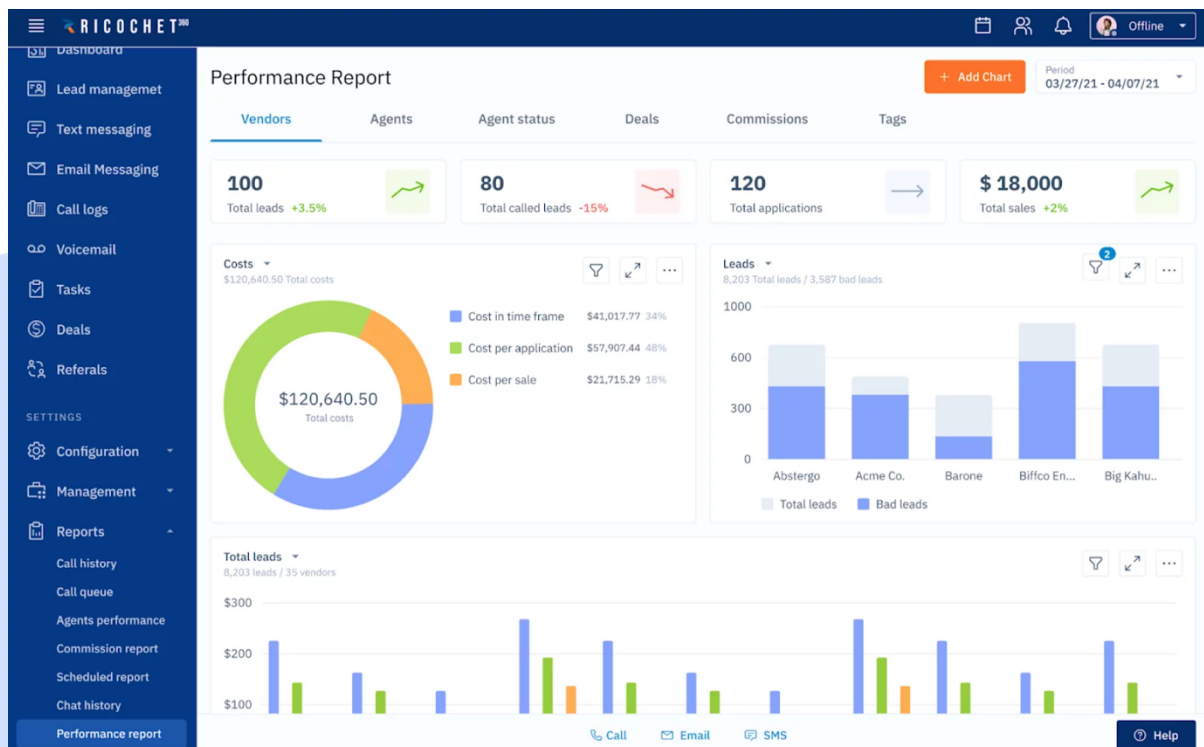 RICOCHET360
Offline
Dashboard
Lead managemet
Text messaging
Email Messaging
Call logs
Voicemail
Tasks
Deals
Referals
SETTINGS
Configuration
Management
Reports
Call history
Call queue
Agents performance
Commission report
Scheduled report
Chat history
Performance report
Performance Report
+ Add Chart
Period
03/27/21 - 04/07/21
Vendors Agents Agent status Deals Commissions Tags
100
Total leads +3.5%
80
Total called leads -15%
120
Total applications
$ 18,000
Total sales +2%
Costs
$120,640.50 Total costs
$120,640.50
Total costs
Cost in time frame $41,017.77 34%
Cost per application $57,907.44 48%
Cost per sale $21,715.29 18%
Leads
2
8,203 Total leads / 3,587 bad leads
1000
600
300
0
Abstergo Acme Co. Barone Biffco En... Big Kahu..
Total leads Bad leads
Total leads
8,203 leads / 35 vendors
$300
$200
$100
Call Email SMS
Help